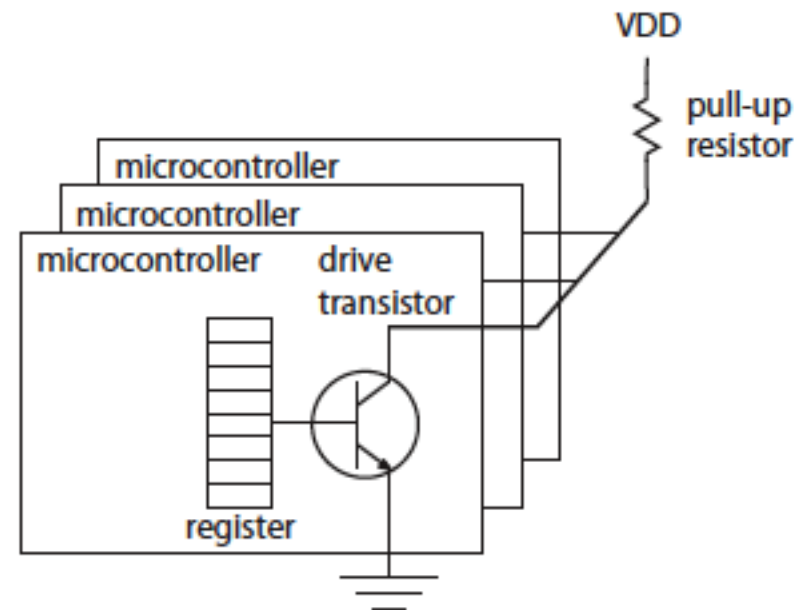 VDD
pull-up
resistor
microcontroller
microcontroller
microcontroller
drive
transistor
register